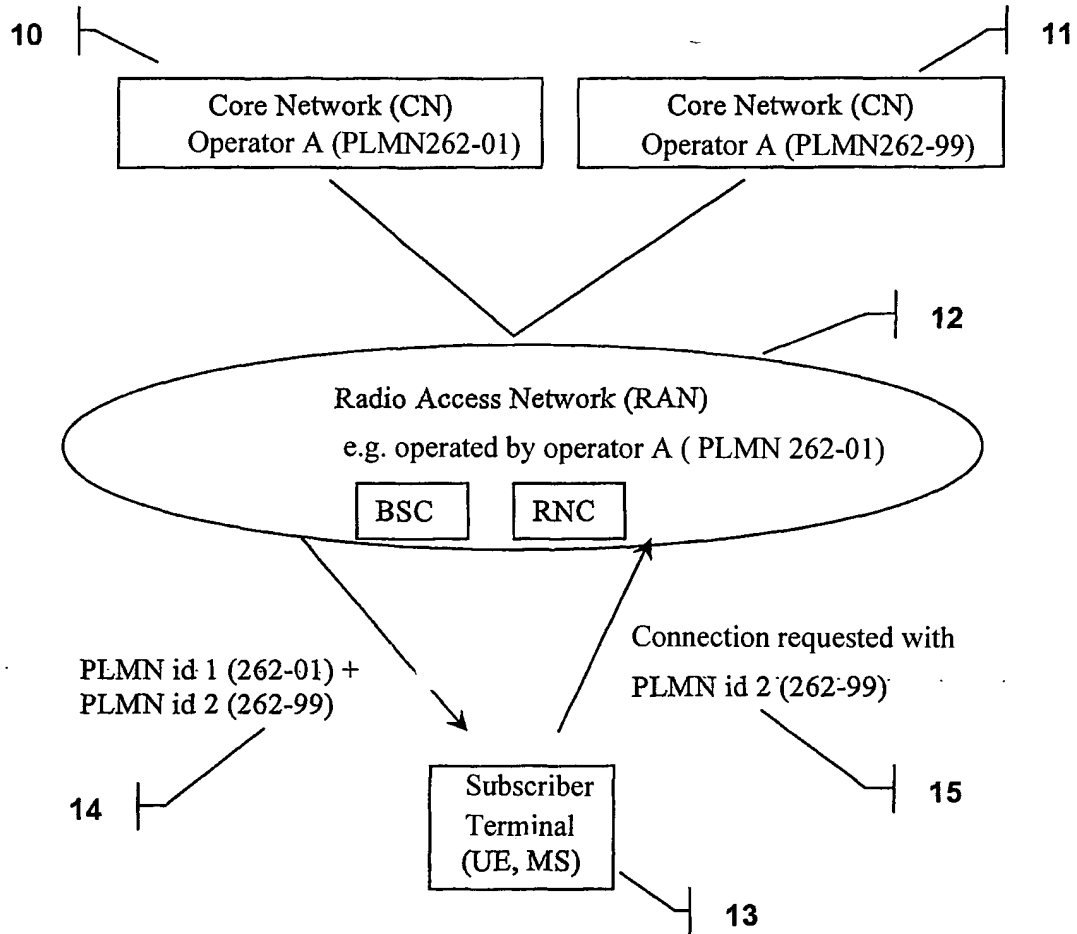 10
11
Core Network (CN)
Operator A (PLMN262-01)
Core Network (CN)
Operator A (PLMN262-99)
12
Radio Access Network (RAN)
e.g. operated by operator A ( PLMN 262-01)
BSC
RNC
PLMN id 1 (262-01) +
PLMN id 2 (262-99)
Connection requested with
PLMN id 2 (262-99)
14
15
Subscriber
Terminal
(UE, MS)
13